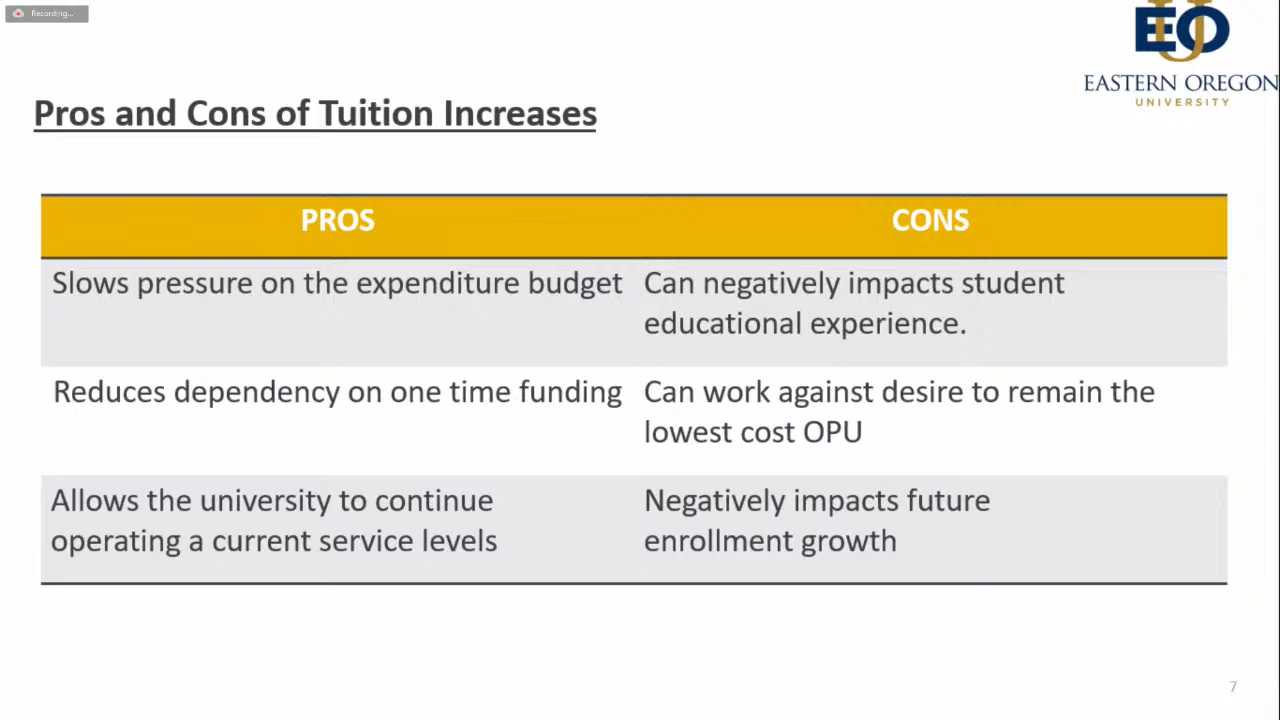 Recording...
EOU
EASTERN OREGON
UNIVERSITY
Pros and Cons of Tuition Increases
PROS
CONS
Slows pressure on the expenditure budget
Can negatively impacts student
educational experience.
Reduces dependency on one time funding
Can work against desire to remain the
lowest cost OPU
Allows the university to continue
operating a current service levels
Negatively impacts future
enrollment growth
7